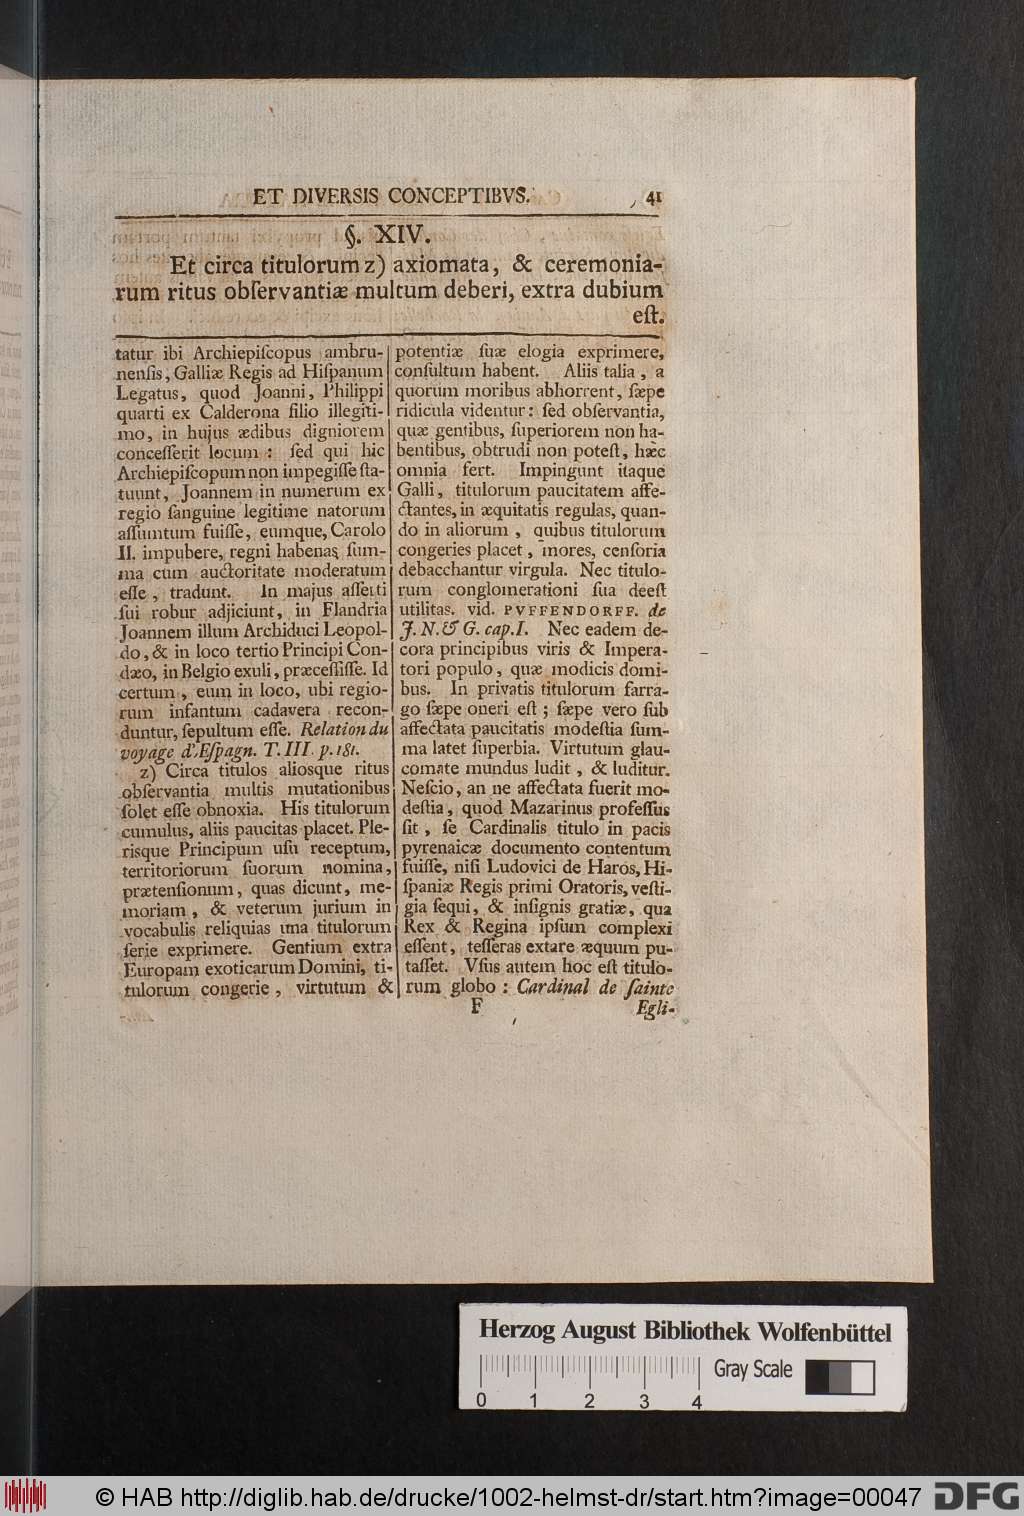 ET DIVERSIS CONCEPTIBVS. 41
§. XIV.
Et circa titulorum z) axiomata, & ceremonia-
rum ritus obſervantiæ multum deberi, extra dubium
eſt.
tatur ibi Archiepiſcopus ambru-
nenſis, Galliæ Regis ad Hiſpanum
Legatus, quod Joanni, Philippi
quarti ex Calderona filio illegiti-
mo, in hujus ædibus digniorem
conceſſerit locum : ſed qui hic
Archiepiſcopum non impegiſſe ſta-
tuunt, Joannem in numerum ex
regio ſanguine legitime natorum
aſſumtum fuiſſe, eumque, Carolo
II. impubere, regni habenas ſum-
ma cum auctoritate moderatum
eſſe, tradunt. In majus aſſerti
ſui robur adjiciunt, in Flandria
Joannem illum Archiduci Leopol-
do, & in loco tertio Principi Con-
dæo, in Belgio exuli, præceſſiſſe. Id
certum, eum in loco, ubi regio-
rum infantum cadavera recon-
duntur, ſepultum eſſe. Relation du
voyage d'Eſpagn. T. III. p. 181.
z) Circa titulos aliosque ritus
obſervantia multis mutationibus
ſolet eſſe obnoxia. His titulorum
cumulus, aliis paucitas placet. Ple-
risque Principum uſu receptum,
territoriorum ſuorum nomina,
prætenſionum, quas dicunt, me-
moriam, & veterum jurium in
vocabulis reliquias una titulorum
ſerie exprimere. Gentium extra
Europam exoticarum Domini, ti-
tulorum congerie, virtutum &
potentiæ ſuæ elogia exprimere,
conſultum habent. Aliis talia, a
quorum moribus abhorrent, ſæpe
ridicula videntur: ſed obſervantia,
quæ gentibus, ſuperiorem non ha-
bentibus, obtrudi non poteſt, hæc
omnia fert. Impingunt itaque
Galli, titulorum paucitatem affe-
ctantes, in æquitatis regulas, quan-
do in aliorum, quibus titulorum
congeries placet, mores, cenſoria
debacchantur virgula. Nec titulo-
rum conglomerationi ſua deeſt
utilitas. vid. PVFFENDORFF. de
J. N. & G. cap. I. Nec eadem de-
cora principibus viris & Impera-
tori populo, quæ modicis domi-
bus. In privatis titulorum farra-
go ſæpe oneri eſt; ſæpe vero ſub
affectata paucitatis modeſtia ſum-
ma latet ſuperbia. Virtutum glau-
comate mundus ludit, & luditur.
Neſcio, an ne affectata fuerit mo-
deſtia, quod Mazarinus profeſſus
ſit, ſe Cardinalis titulo in pacis
pyrenaicæ documento contentum
fuiſſe, niſi Ludovici de Haros, Hi-
ſpaniæ Regis primi Oratoris, veſti-
gia ſequi, & inſignis gratiæ, qua
Rex & Regina ipſum complexi
eſſent, teſſeras extare æquum pu-
taſſet. Vſus autem hoc eſt titulo-
rum globo : Cardinal de ſainte
F Egli-
Herzog August Bibliothek Wolfenbüttel
Gray Scale
0 1 2 3 4
© HAB http://diglib.hab.de/drucke/1002-helmst-dr/start.htm?image=00047
DFG